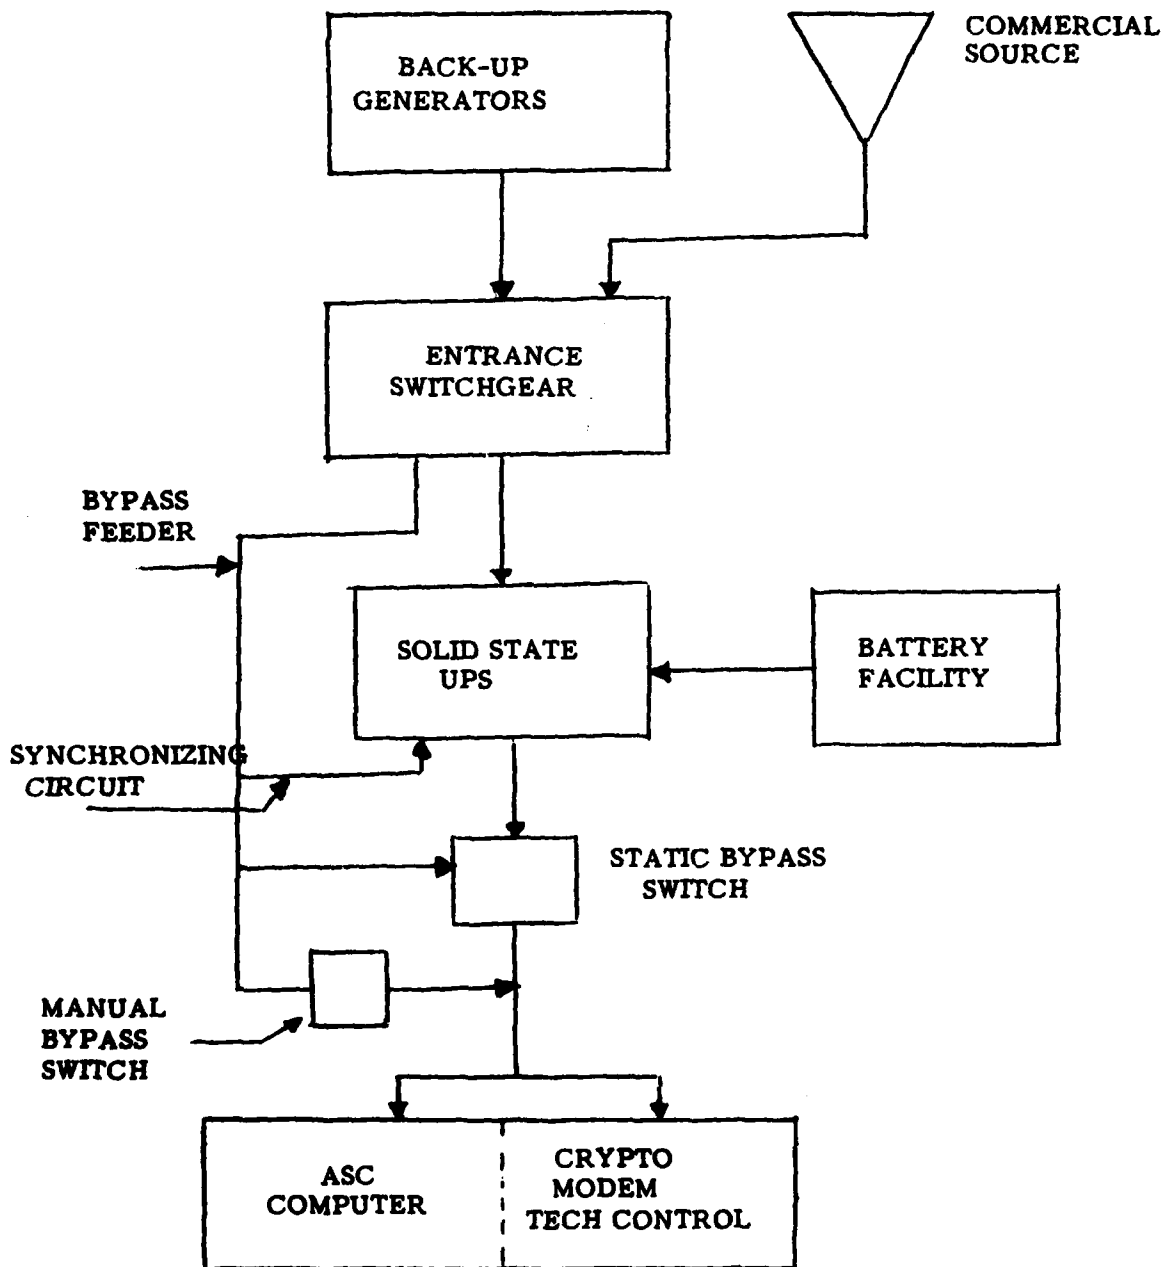 BACK-UP
GENERATORS
COMMERCIAL
SOURCE
ENTRANCE
SWITCHGEAR
BYPASS
FEEDER
SOLID STATE
UPS
BATTERY
FACILITY
SYNCHRONIZING
CIRCUIT
STATIC BYPASS
SWITCH
MANUAL
BYPASS
SWITCH
ASC
COMPUTER
CRYPTO
MODEM
TECH CONTROL